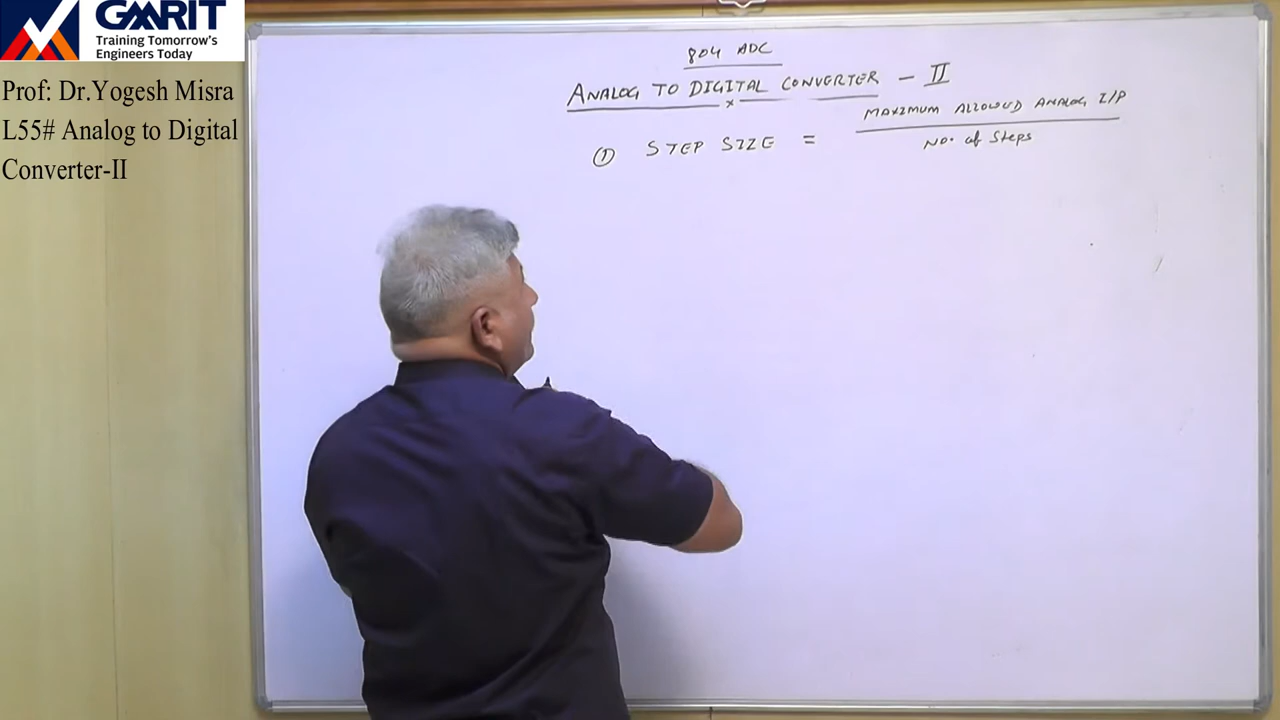 GMRIT
Training Tomorrow's
Engineers Today
Prof: Dr.Yogesh Misra
L55# Analog to Digital
Converter-II
804 ADC
ANALOG TO DIGITAL CONVERTER - II
① STEP SIZE = MAXIMUM ALLOWED ANALOG I/P
No. of Steps